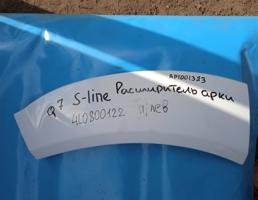 AP1001353
Q7 S-line Расширитель арки
4L0800122 п, лев